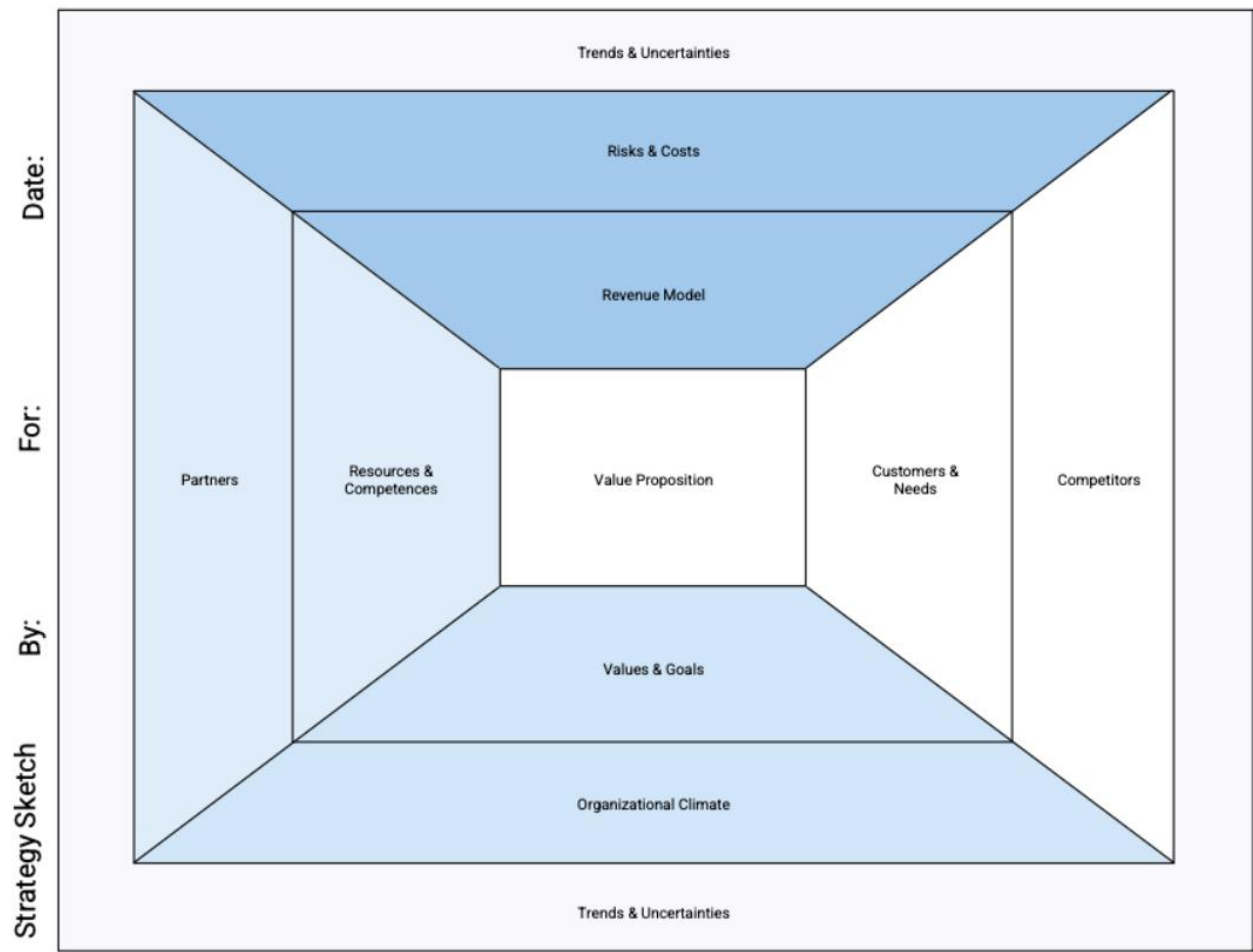 Trends & Uncertainties
Risks & Costs
Revenue Model
Partners
Resources &
Competences
Value Proposition
Customers &
Needs
Competitors
Values & Goals
Organizational Climate
Trends & Uncertainties
Strategy Sketch
By:
For:
Date: